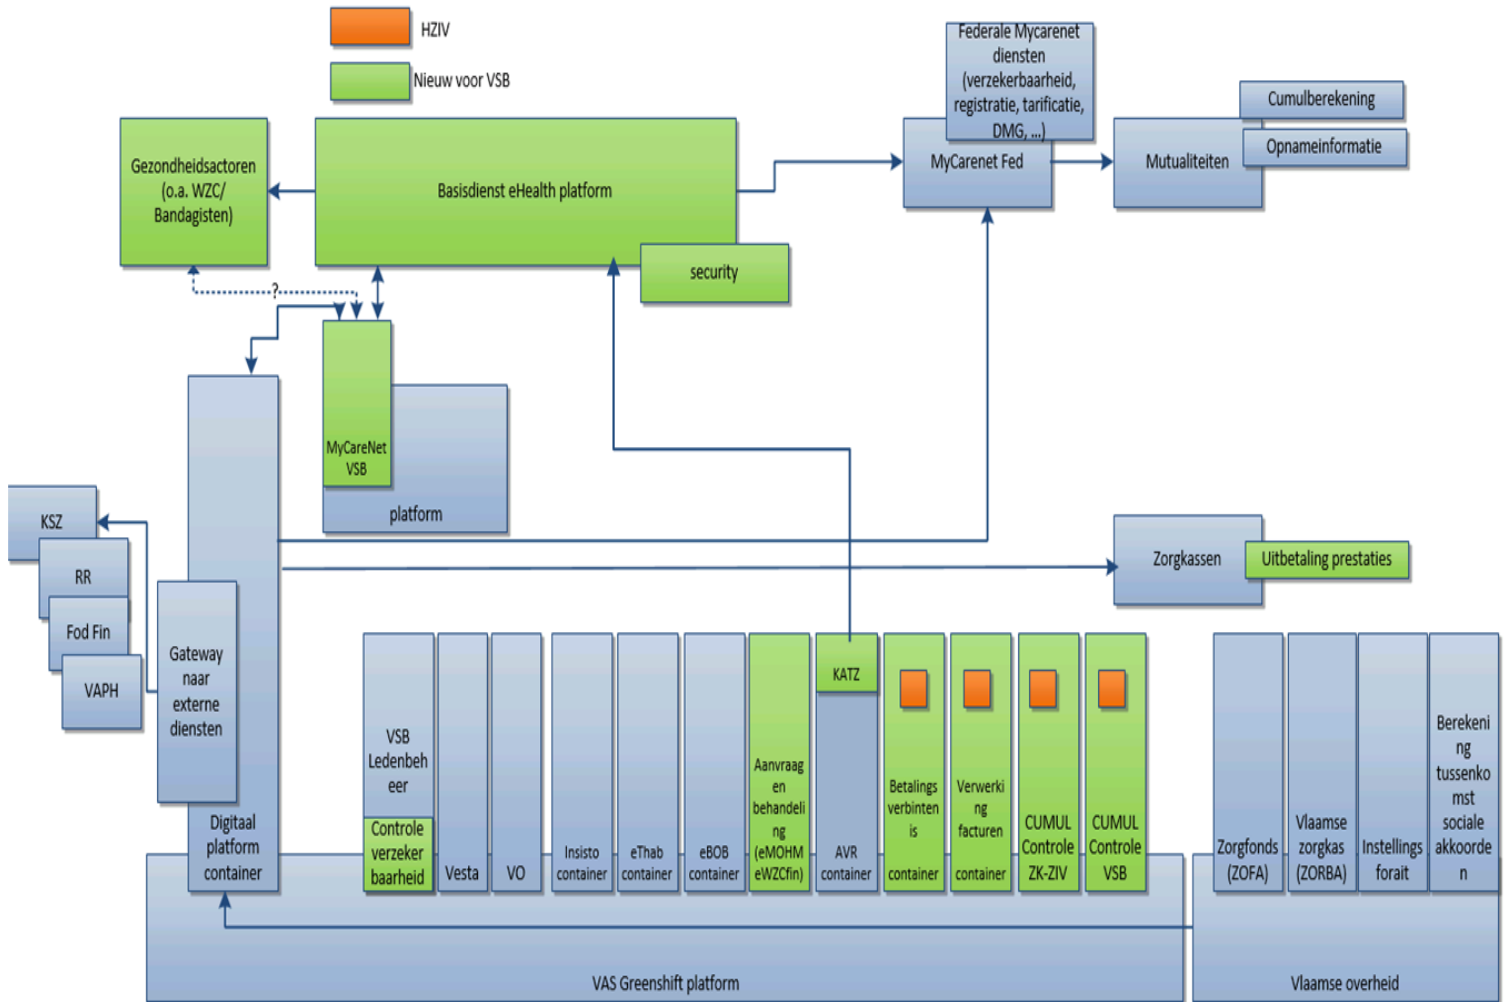 HZIV
Nieuw voor VSB
Federale Mycarenet
diensten
(verzekerbaarheid,
registratie, tarificatie,
DMG, ...)
MyCarenet Fed
Mutualiteiten
Cumulberekening
Opnameinformatie
Gezondheidsactoren
(o.a. WZC/
Bandagisten)
Basisdienst eHealth platform
security
?
MyCareNet
VSB
platform
KSZ
RR
Fod Fin
VAPH
Gateway
naar
externe
diensten
Digitaal
platform
container
Zorgkassen
Uitbetaling prestaties
VSB
Ledenbeh
eer
Controle
verzeker
baarheid
Vesta
VO
Insisto
container
eThab
container
eBOB
container
Aanvraag
en
behandeli
ng
(eMOHM
eWZCfin)
KATZ
AVR
container
Betalings
verbinten
is
container
Verwerki
ng
facturen
container
CUMUL
Controle
ZK-ZIV
CUMUL
Controle
VSB
Zorgfonds
(ZOFA)
Vlaamse
zorgkas
(ZORBA)
Instellings
forait
Berekeni
ng
tussenko
mst
sociale
akkoorde
n
VAS Greenshift platform
Vlaamse overheid